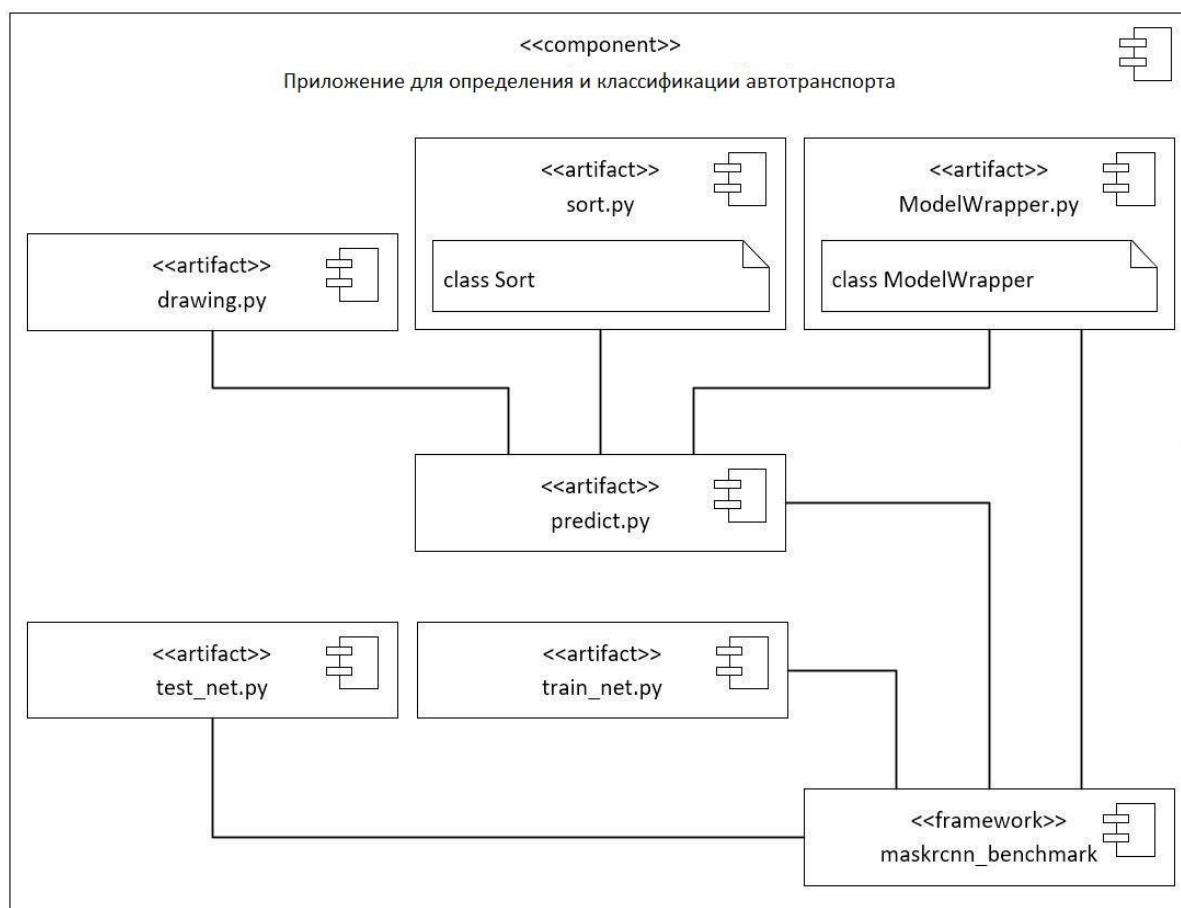 <<component>>
Приложение для определения и классификации автотранспорта
<<artifact>>
sort.py
class Sort
<<artifact>>
ModelWrapper.py
class ModelWrapper
<<artifact>>
drawing.py
<<artifact>>
predict.py
<<artifact>>
test_net.py
<<artifact>>
train_net.py
<<framework>>
maskrcnn_benchmark